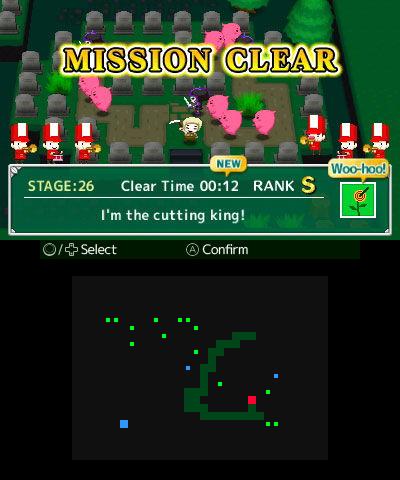 MISSION CLEAR
NEW
Woo-hoo!
STAGE:26 Clear Time 00:12 RANK S
I'm the cutting king!
/ Select Ⓐ Confirm